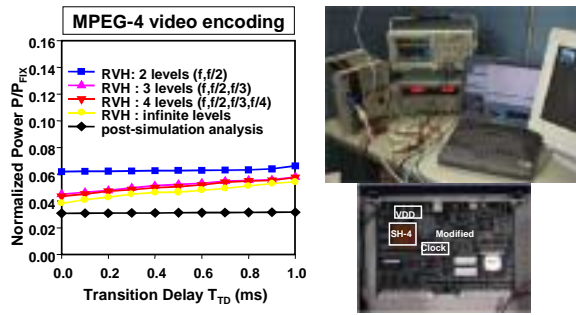 MPEG-4 video encoding
Normalized Power P/P_FIX
0.16
0.14
0.12
0.10
0.08
0.06
0.04
0.02
0.00
RVH: 2 levels (f,f/2)
RVH : 3 levels (f,f/2,f/3)
RVH : 4 levels (f,f/2,f/3,f/4)
RVH : infinite levels
post-simulation analysis
0.0 0.2 0.4 0.6 0.8 1.0
Transition Delay T_TD (ms)
VDD
SH-4
Modified
Clock